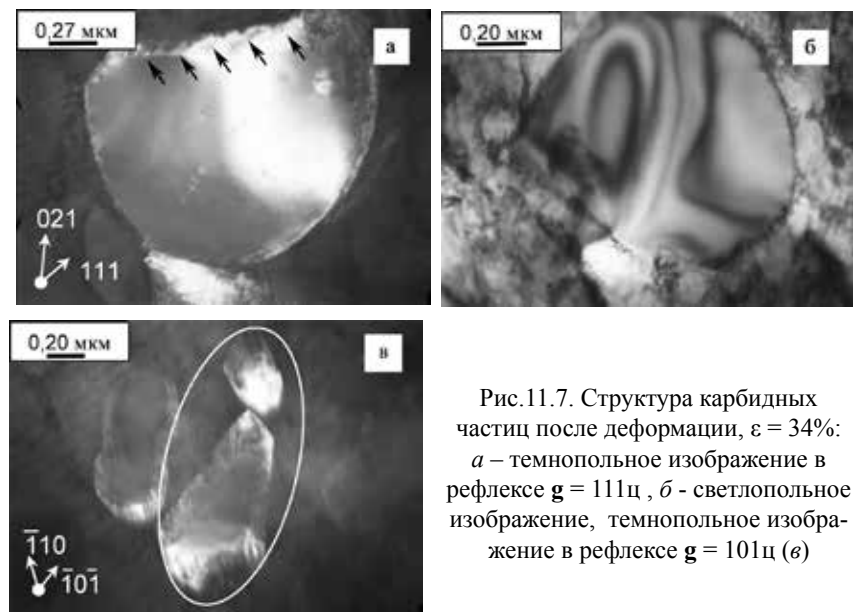 0,27 мкм
а
021
111
0,20 мкм
б
0,20 мкм
в
1̅10
1̅01̅
Рис.11.7. Структура карбидных
частиц после деформации, ε = 34%:
а – темнопольное изображение в
рефлексе g = 111ц , б - светлопольное
изображение, темнопольное изобра-
жение в рефлексе g = 101ц (в)